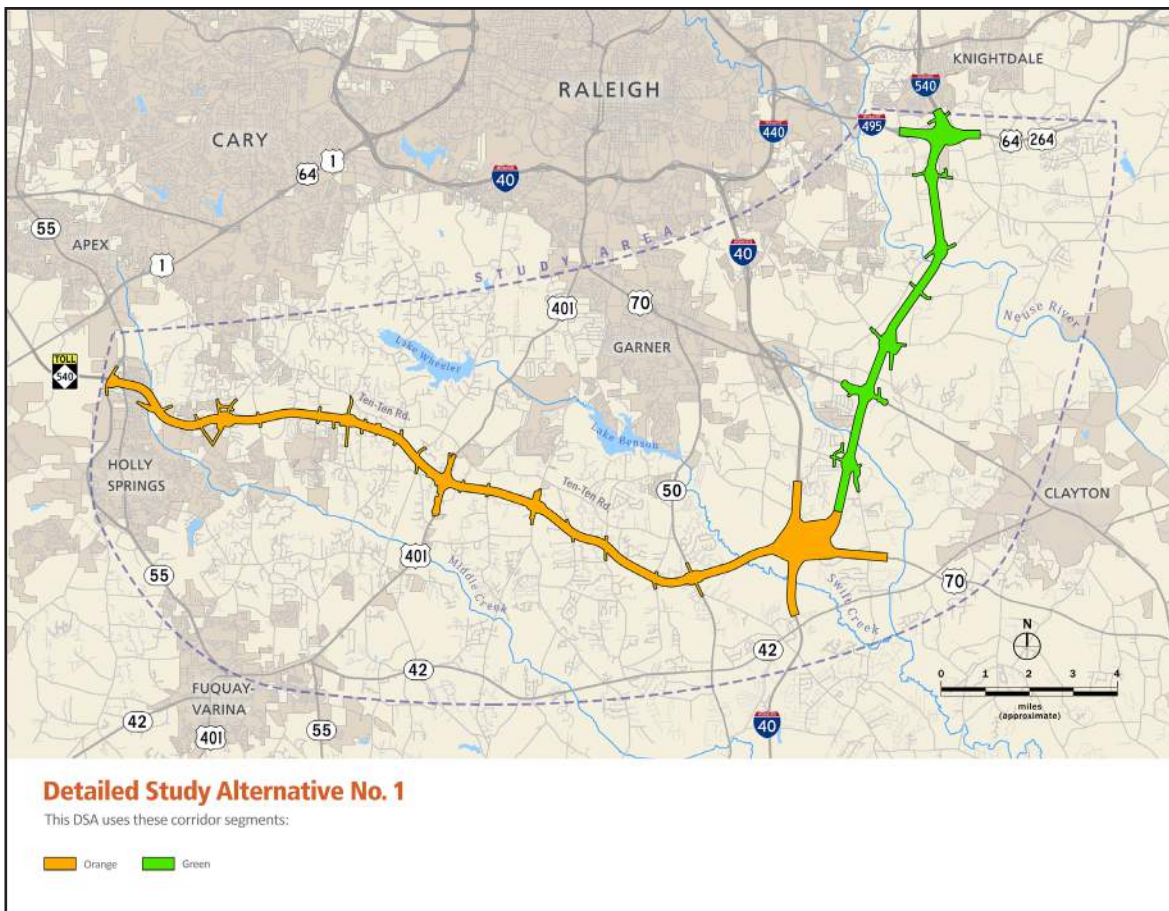 KNIGHTDALE
540
RALEIGH
440
495
64 264
CARY
1
64
40
55
APEX
STUDY AREA
40
1
Neuse River
401
70
GARNER
TOLL
540
Lake Wheeler
Ten-Ten Rd.
Lake Benson
HOLLY
SPRINGS
Ten-Ten Rd.
50
CLAYTON
401
55
Middle Creek
Swift Creek
70
N
42
42
0 1 2 3 4
miles
(approximate)
FUQUAY-
VARINA
42
401
55
40
Detailed Study Alternative No. 1
This DSA uses these corridor segments:
Orange Green